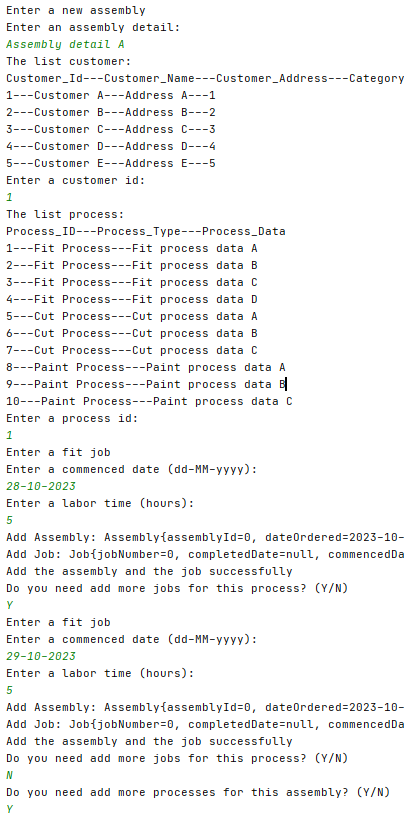 Enter a new assembly
Enter an assembly detail:
Assembly detail A
The list customer:
Customer_Id---Customer_Name---Customer_Address---Category
1---Customer A---Address A---1
2---Customer B---Address B---2
3---Customer C---Address C---3
4---Customer D---Address D---4
5---Customer E---Address E---5
Enter a customer id:
1
The list process:
Process_ID---Process_Type---Process_Data
1---Fit Process---Fit process data A
2---Fit Process---Fit process data B
3---Fit Process---Fit process data C
4---Fit Process---Fit process data D
5---Cut Process---Cut process data A
6---Cut Process---Cut process data B
7---Cut Process---Cut process data C
8---Paint Process---Paint process data A
9---Paint Process---Paint process data B
10---Paint Process---Paint process data C
Enter a process id:
1
Enter a fit job
Enter a commenced date (dd-MM-yyyy):
28-10-2023
Enter a labor time (hours):
5
Add Assembly: Assembly{assemblyId=0, dateOrdered=2023-10-
Add Job: Job{jobNumber=0, completedDate=null, commencedDa
Add the assembly and the job successfully
Do you need add more jobs for this process? (Y/N)
Y
Enter a fit job
Enter a commenced date (dd-MM-yyyy):
29-10-2023
Enter a labor time (hours):
5
Add Assembly: Assembly{assemblyId=0, dateOrdered=2023-10-
Add Job: Job{jobNumber=0, completedDate=null, commencedDa
Add the assembly and the job successfully
Do you need add more jobs for this process? (Y/N)
N
Do you need add more processes for this assembly? (Y/N)
Y